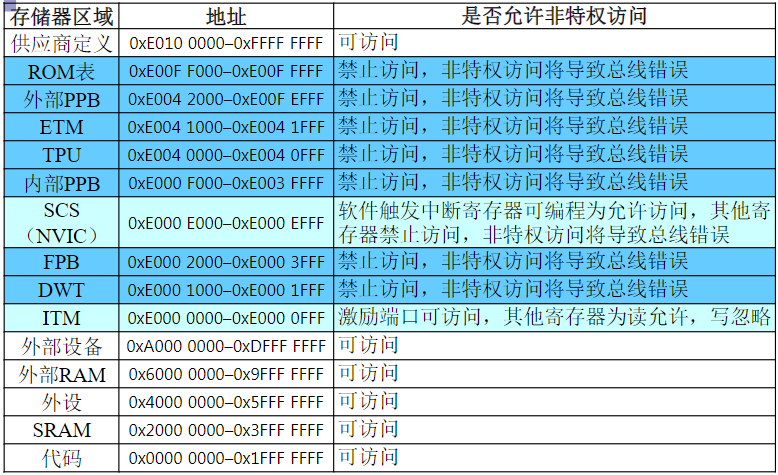 存储器区域 地址 是否允许非特权访问
供应商定义 0xE010 0000–0xFFFF FFFF 可访问
ROM表 0xE00F F000–0xE00F FFFF 禁止访问，非特权访问将导致总线错误
外部PPB 0xE004 2000–0xE00F EFFF 禁止访问，非特权访问将导致总线错误
ETM 0xE004 1000–0xE004 1FFF 禁止访问，非特权访问将导致总线错误
TPU 0xE004 0000–0xE004 0FFF 禁止访问，非特权访问将导致总线错误
内部PPB 0xE000 F000–0xE003 FFFF 禁止访问，非特权访问将导致总线错误
SCS
（NVIC） 0xE000 E000–0xE000 EFFF 软件触发中断寄存器可编程为允许访问，其他寄
存器禁止访问，非特权访问将导致总线错误
FPB 0xE000 2000–0xE000 3FFF 禁止访问，非特权访问将导致总线错误
DWT 0xE000 1000–0xE000 1FFF 禁止访问，非特权访问将导致总线错误
ITM 0xE000 0000–0xE000 0FFF 激励端口可访问，其他寄存器为读允许，写忽略
外部设备 0xA000 0000–0xDFFF FFFF 可访问
外部RAM 0x6000 0000–0x9FFF FFFF 可访问
外设 0x4000 0000–0x5FFF FFFF 可访问
SRAM 0x2000 0000–0x3FFF FFFF 可访问
代码 0x0000 0000–0x1FFF FFFF 可访问